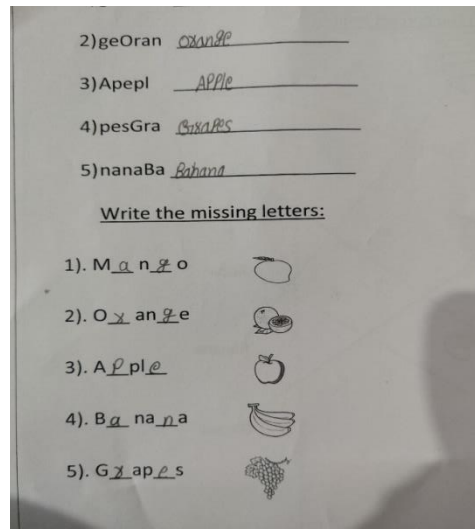 2)geOran Orange
3)Apepl APPle
4)pesGra GraPes
5)nanaBa Banana
Write the missing letters:
1). M a n g o
2). O r an g e
3). A P pl e
4). B a na n a
5). G r ap e s